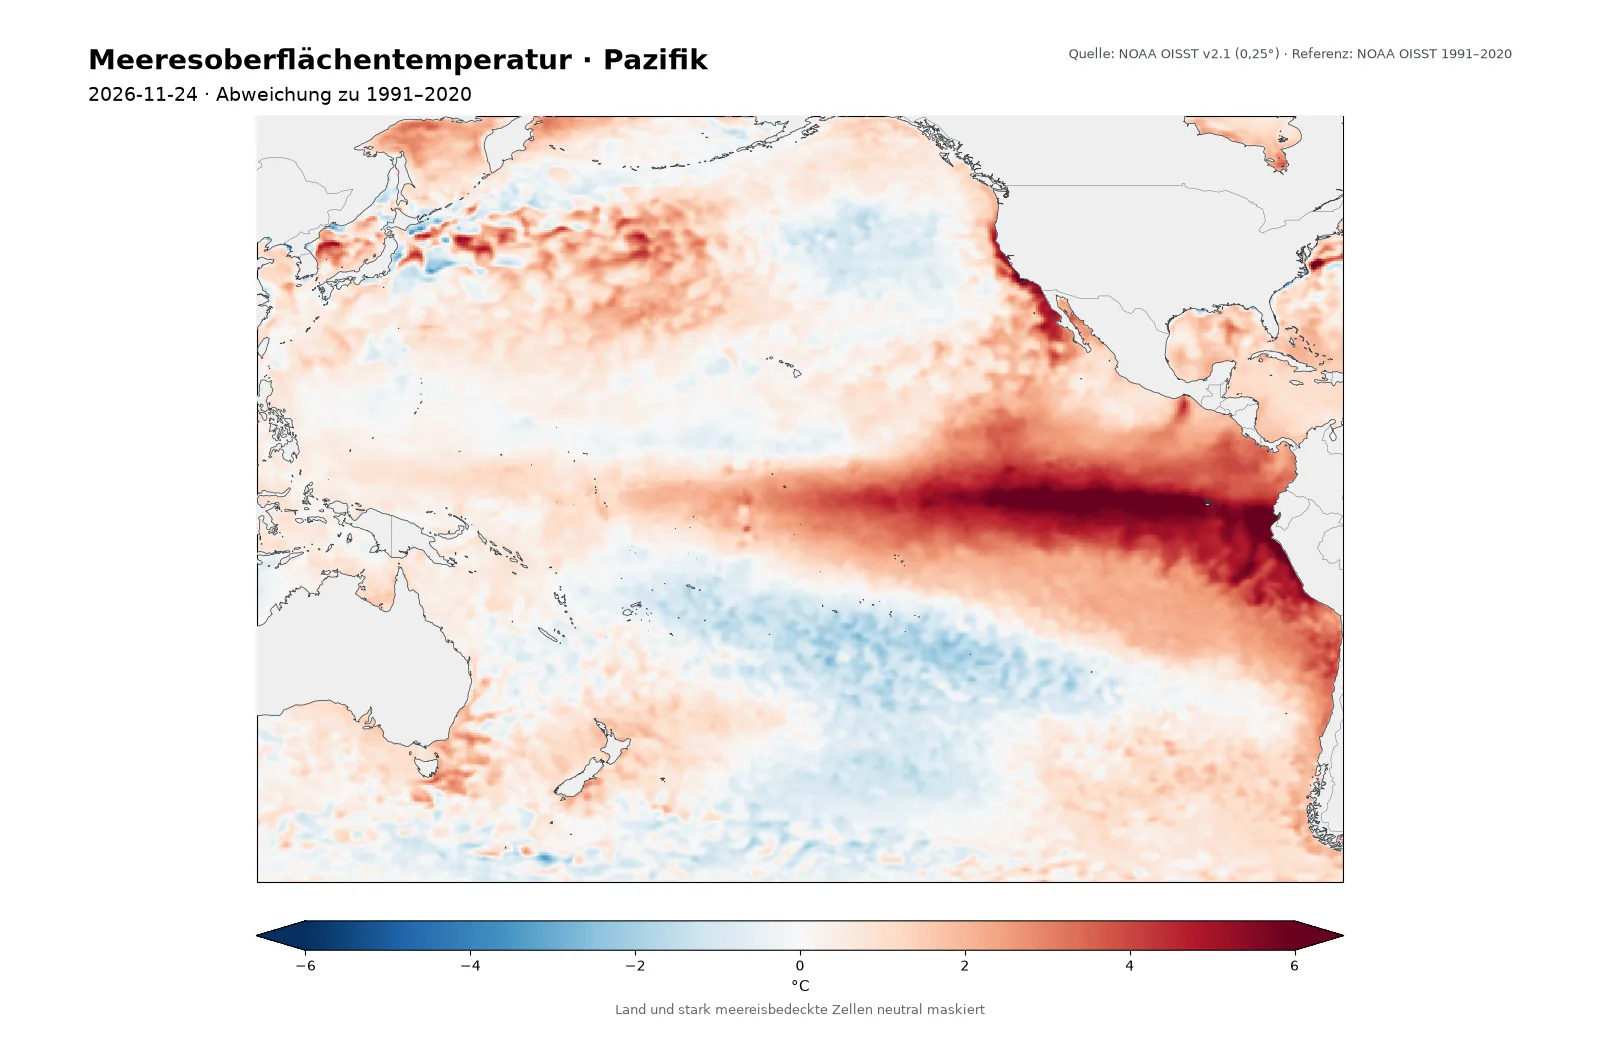 Meeresoberflächentemperatur · Pazifik
Quelle: NOAA OISST v2.1 (0,25°) · Referenz: NOAA OISST 1991–2020
2026-11-24 · Abweichung zu 1991–2020
−6 −4 −2 0 2 4 6
°C
Land und stark meereisbedeckte Zellen neutral maskiert